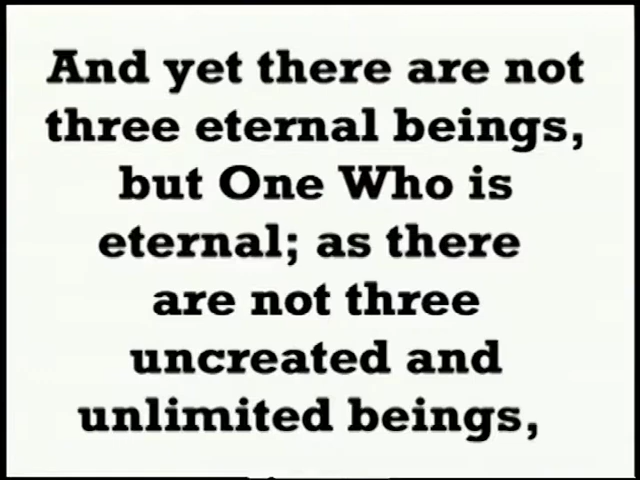 And yet there are not
three eternal beings,
but One Who is
eternal; as there
are not three
uncreated and
unlimited beings,